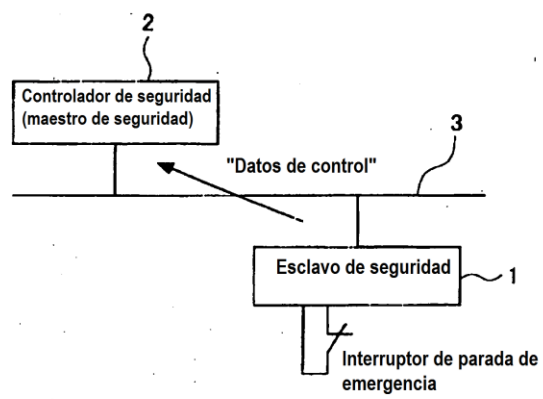 2
Controlador de seguridad
(maestro de seguridad)
3
"Datos de control"
Esclavo de seguridad
1
Interruptor de parada de
emergencia